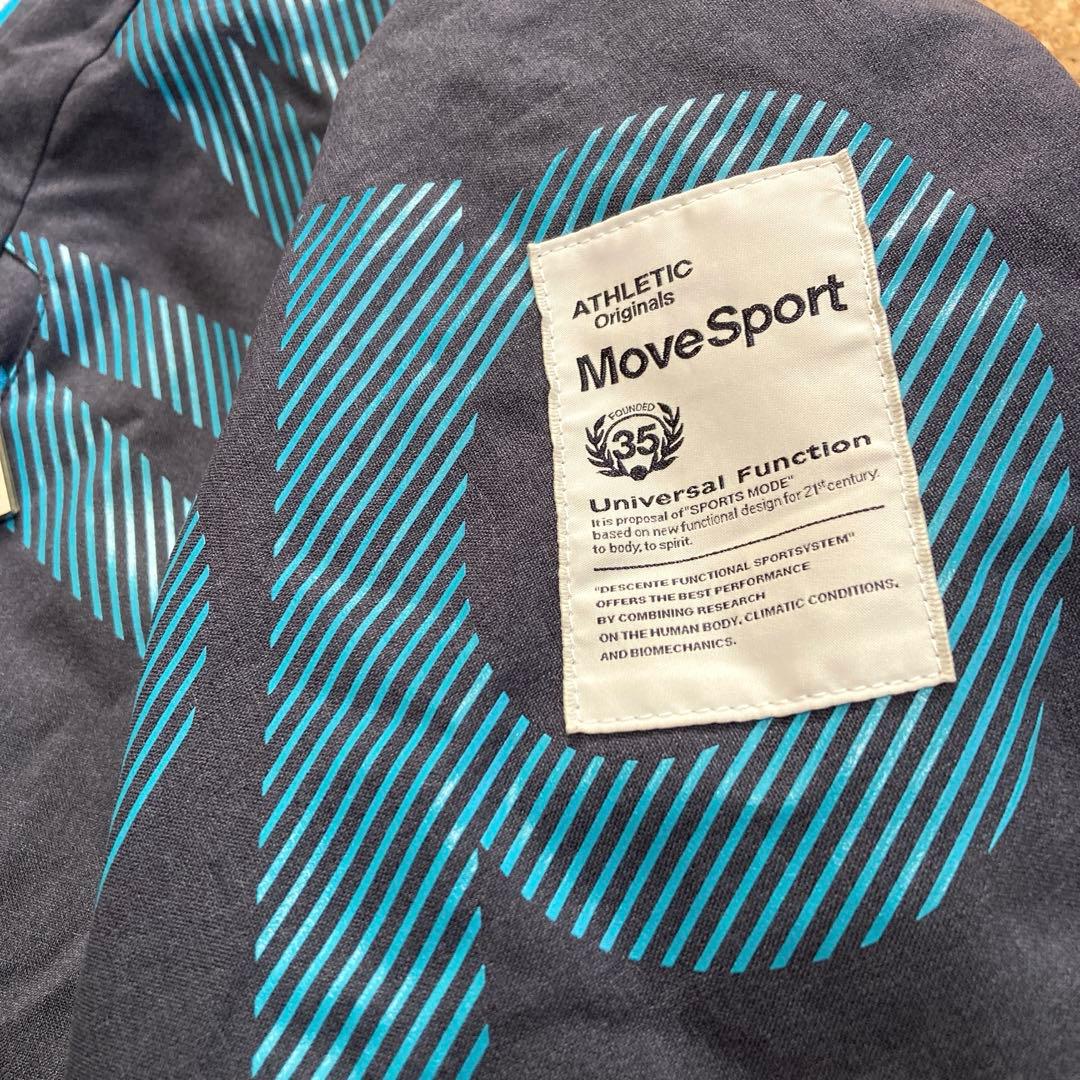 ATHLETIC
Originals
MoveSport
FOUNDED
35
Universal Function
It is proposal of "SPORTS MODE"
based on new functional design for 21st century.
to body, to spirit.
"DESCENTE FUNCTIONAL SPORTSYSTEM"
OFFERS THE BEST PERFORMANCE
BY COMBINING RESEARCH
ON THE HUMAN BODY. CLIMATIC CONDITIONS.
AND BIOMECHANICS.